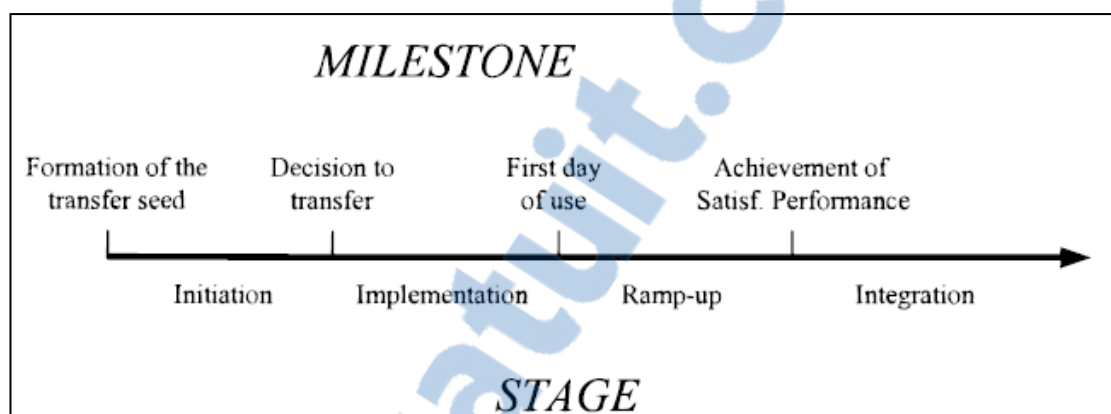 MILESTONE
Formation of the
transfer seed
Decision to
transfer
First day
of use
Achievement of
Satisf. Performance
Initiation
Implementation
Ramp-up
Integration
STAGE
atuit.c